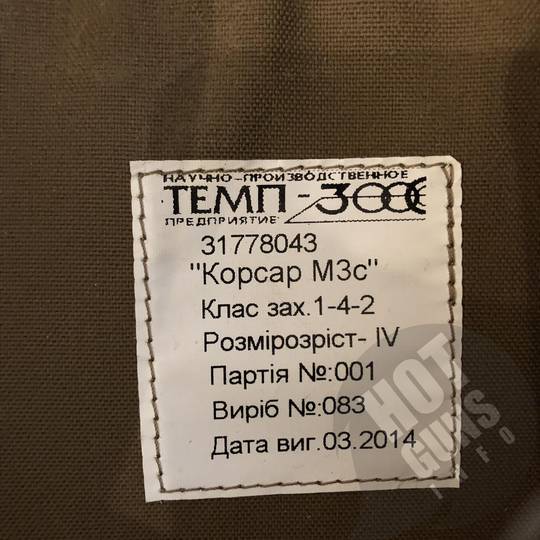 НАУЧНО-ПРОИЗВОДСТВЕННОЕ
ТЕМП-3000
ПРЕДПРИЯТИЕ
31778043
"Корсар М3с"
Клас зах.1-4-2
Розмірозріст- IV
Партія №:001
Виріб №:083
Дата виг.03.2014
HOT
GUNS
INFO